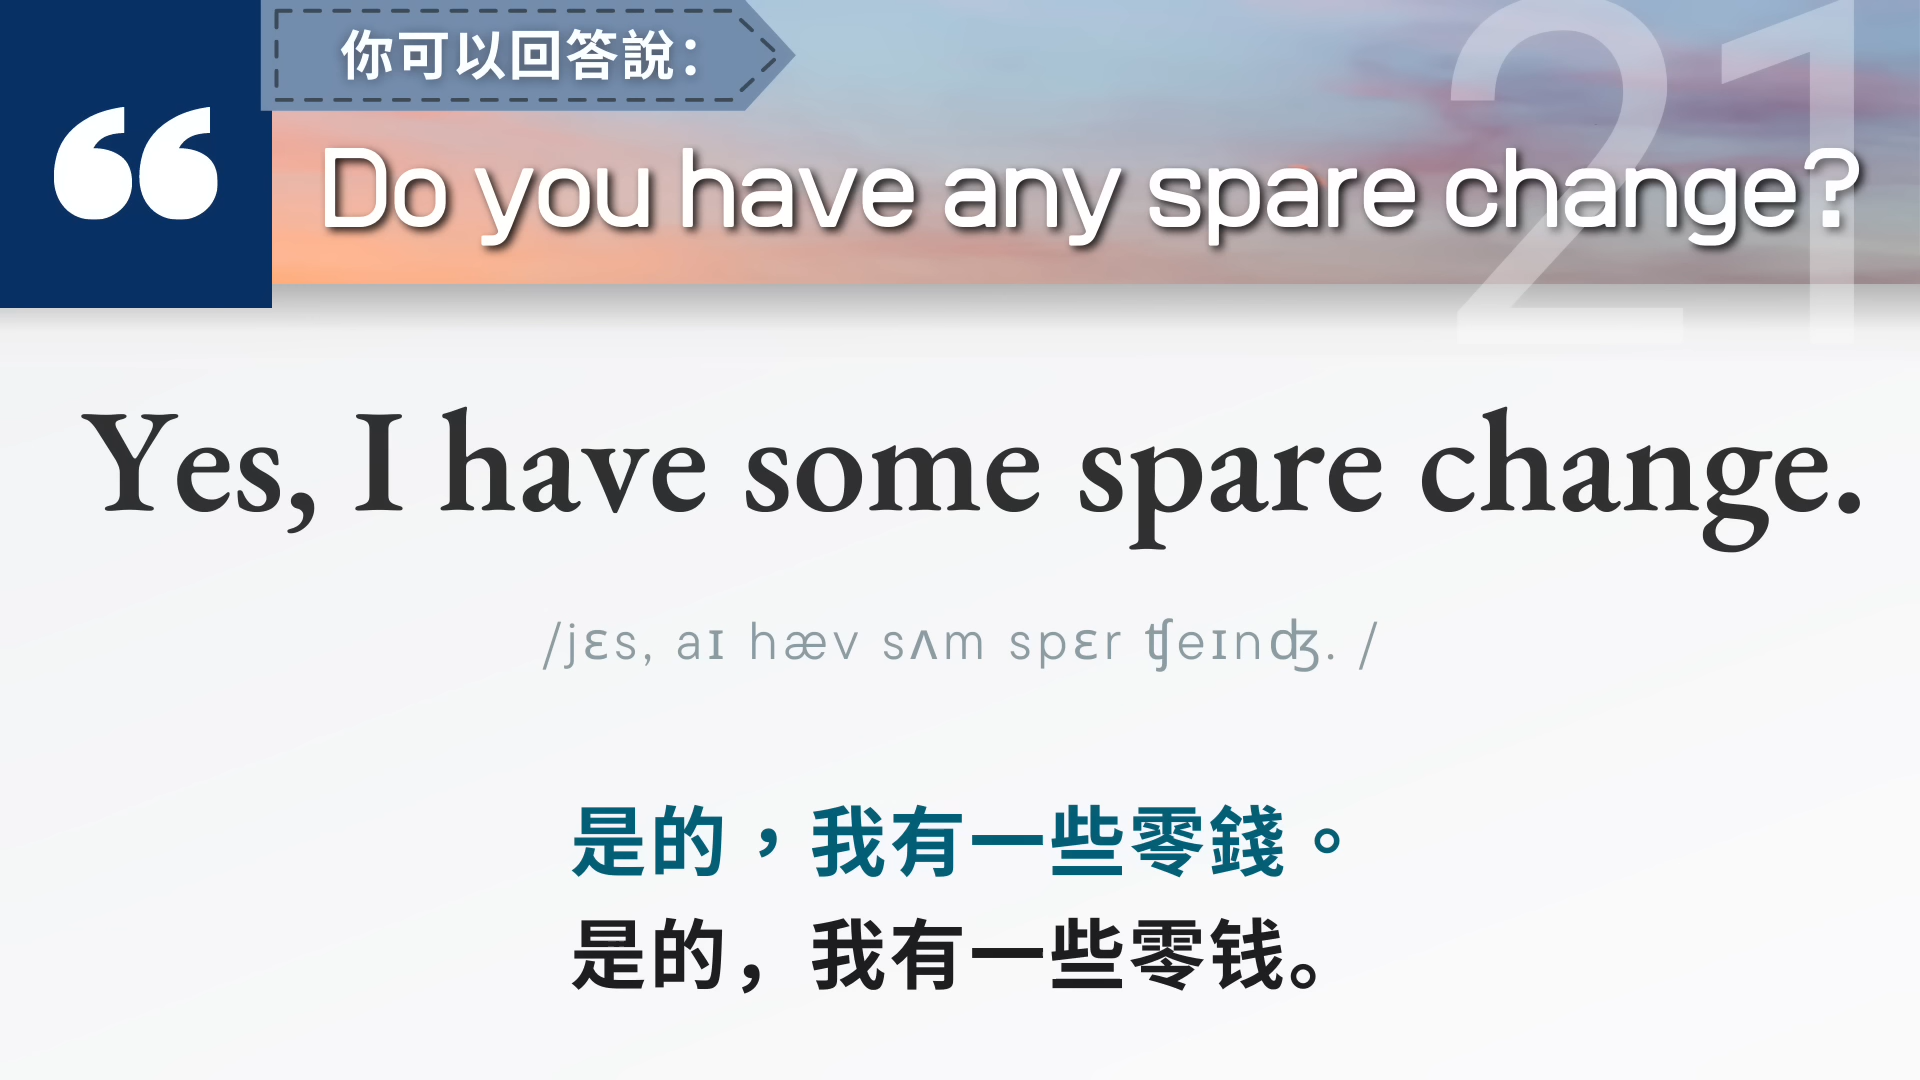 你可以回答說：
21
Do you have any spare change?
Yes, I have some spare change.
/jɛs, aɪ hæv sʌm spɛr ʧeɪnʤ. /
是的，我有一些零錢。
是的，我有一些零钱。